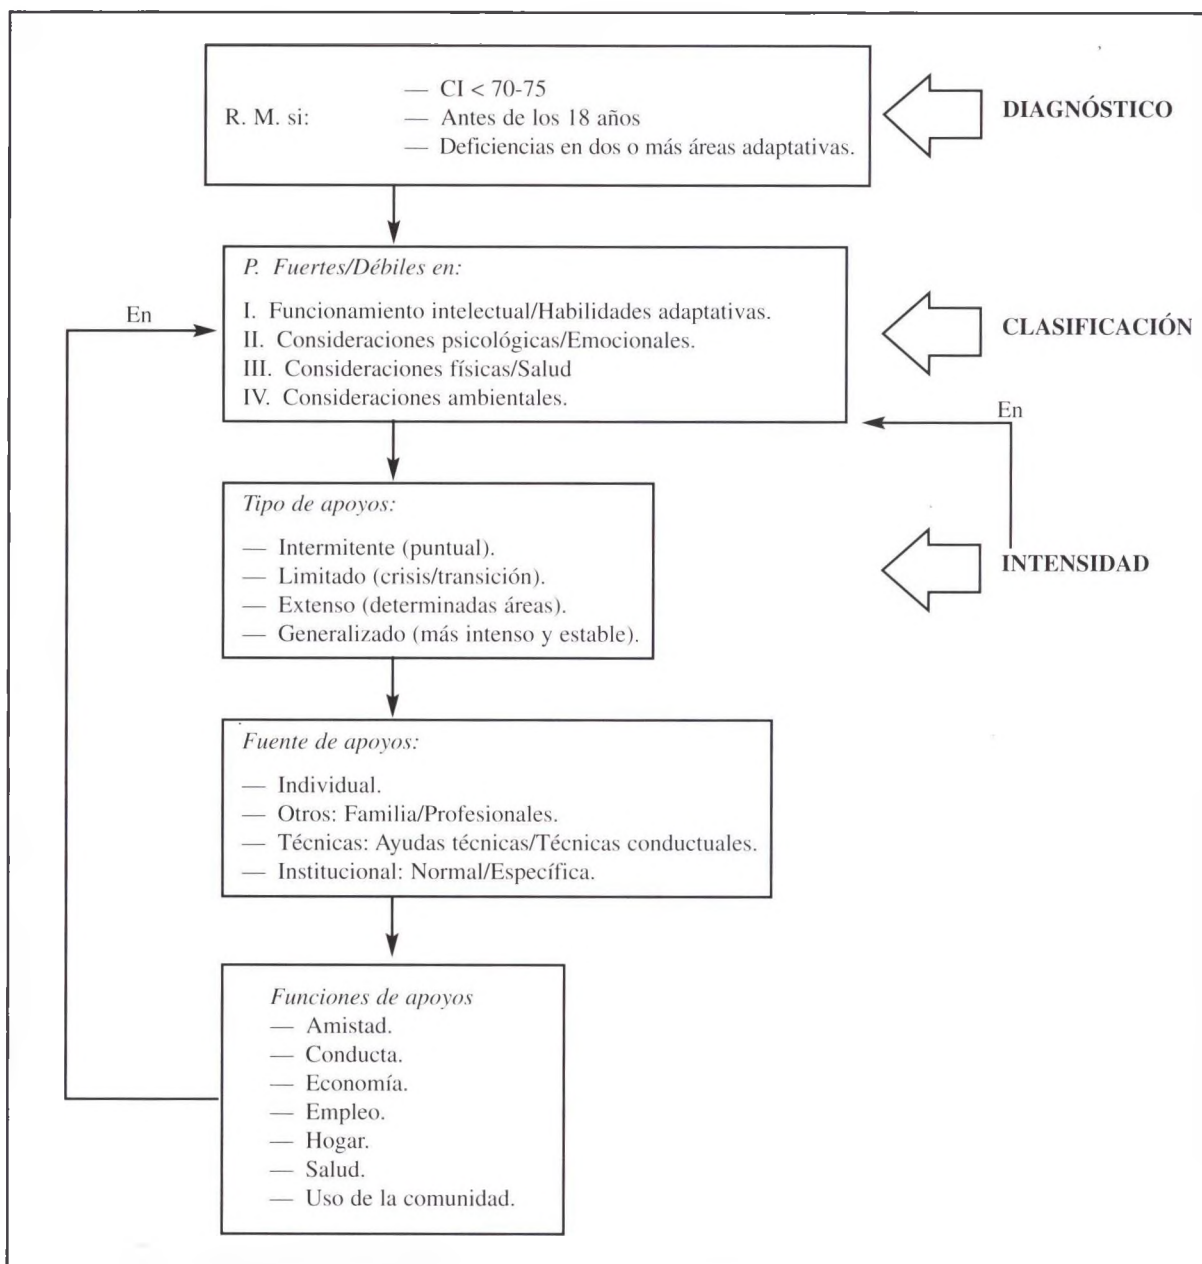 — CI < 70-75
R. M. si: — Antes de los 18 años
— Deficiencias en dos o más áreas adaptativas.
DIAGNÓSTICO
P. Fuertes/Débiles en:
I. Funcionamiento intelectual/Habilidades adaptativas.
II. Consideraciones psicológicas/Emocionales.
III. Consideraciones físicas/Salud
IV. Consideraciones ambientales.
CLASIFICACIÓN
En
En
Tipo de apoyos:
— Intermitente (puntual).
— Limitado (crisis/transición).
— Extenso (determinadas áreas).
— Generalizado (más intenso y estable).
INTENSIDAD
Fuente de apoyos:
— Individual.
— Otros: Familia/Profesionales.
— Técnicas: Ayudas técnicas/Técnicas conductuales.
— Institucional: Normal/Específica.
Funciones de apoyos
— Amistad.
— Conducta.
— Economía.
— Empleo.
— Hogar.
— Salud.
— Uso de la comunidad.